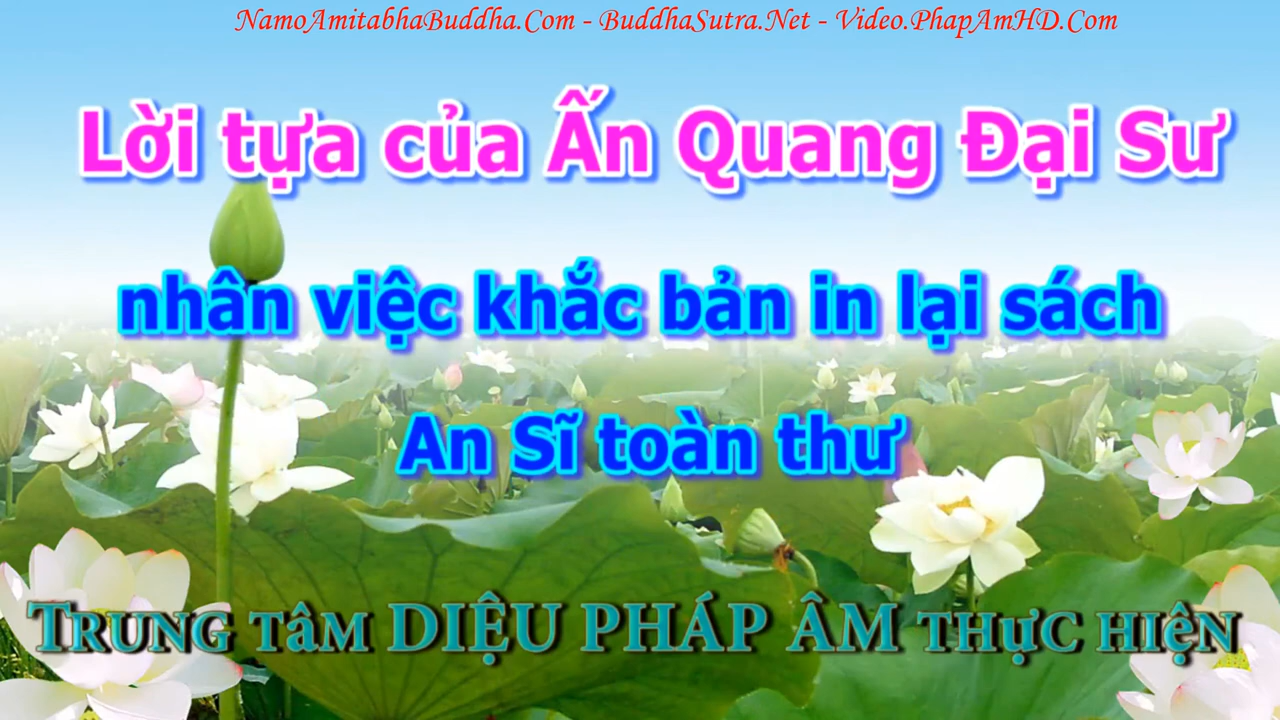 NamoAmitabhaBuddha.Com - BuddhaSutra.Net - Video.PhapAmHD.Com
Lời tựa của Ấn Quang Đại Sư
nhân việc khắc bản in lại sách
An Sĩ toàn thư
TRUNG TâM DIỆU PHÁP ÂM THựC HIệN